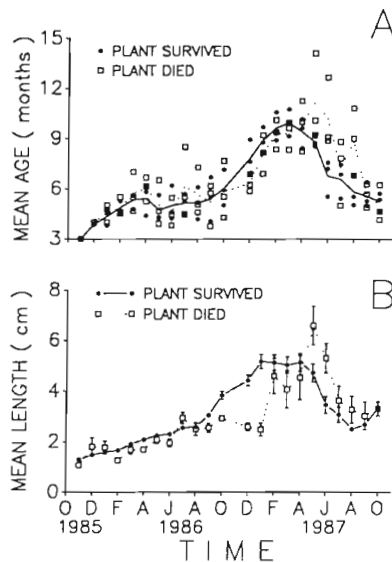 A
15
12
9
6
3
MEAN AGE (months)
• PLANT SURVIVED
□ PLANT DIED
B
8
6
4
2
0
MEAN LENGTH (cm)
PLANT SURVIVED
PLANT DIED
O D F A J A O D F A J A O
1985 1986 1987
TIME